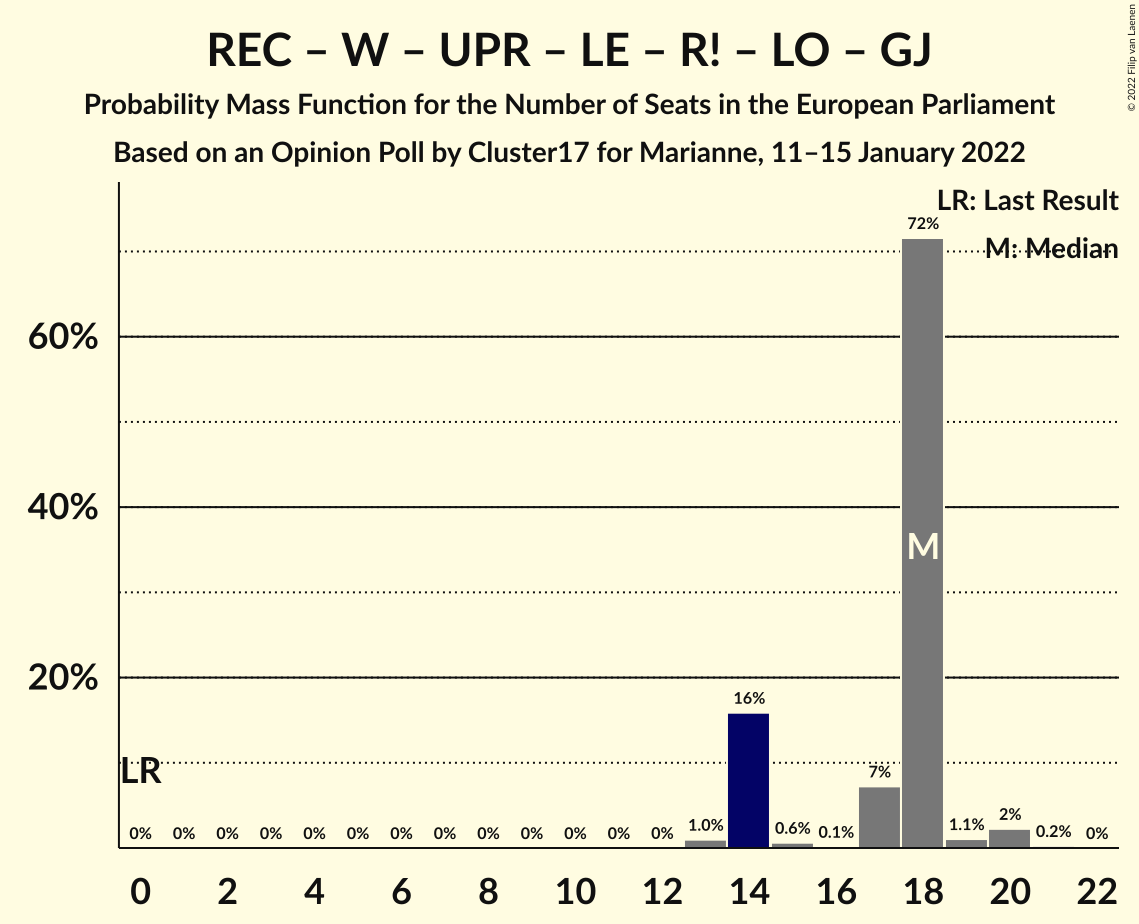 REC – W – UPR – LE – R! – LO – GJ
Probability Mass Function for the Number of Seats in the European Parliament
Based on an Opinion Poll by Cluster17 for Marianne, 11–15 January 2022
© 2022 Filip van Laenen
LR: Last Result
M: Median
60%
40%
20%
LR
M
0% 0% 0% 0% 0% 0% 0% 0% 0% 0% 0% 0% 0% 1.0% 16% 0.6% 0.1% 7% 72% 1.1% 2% 0.2% 0%
0 2 4 6 8 10 12 14 16 18 20 22